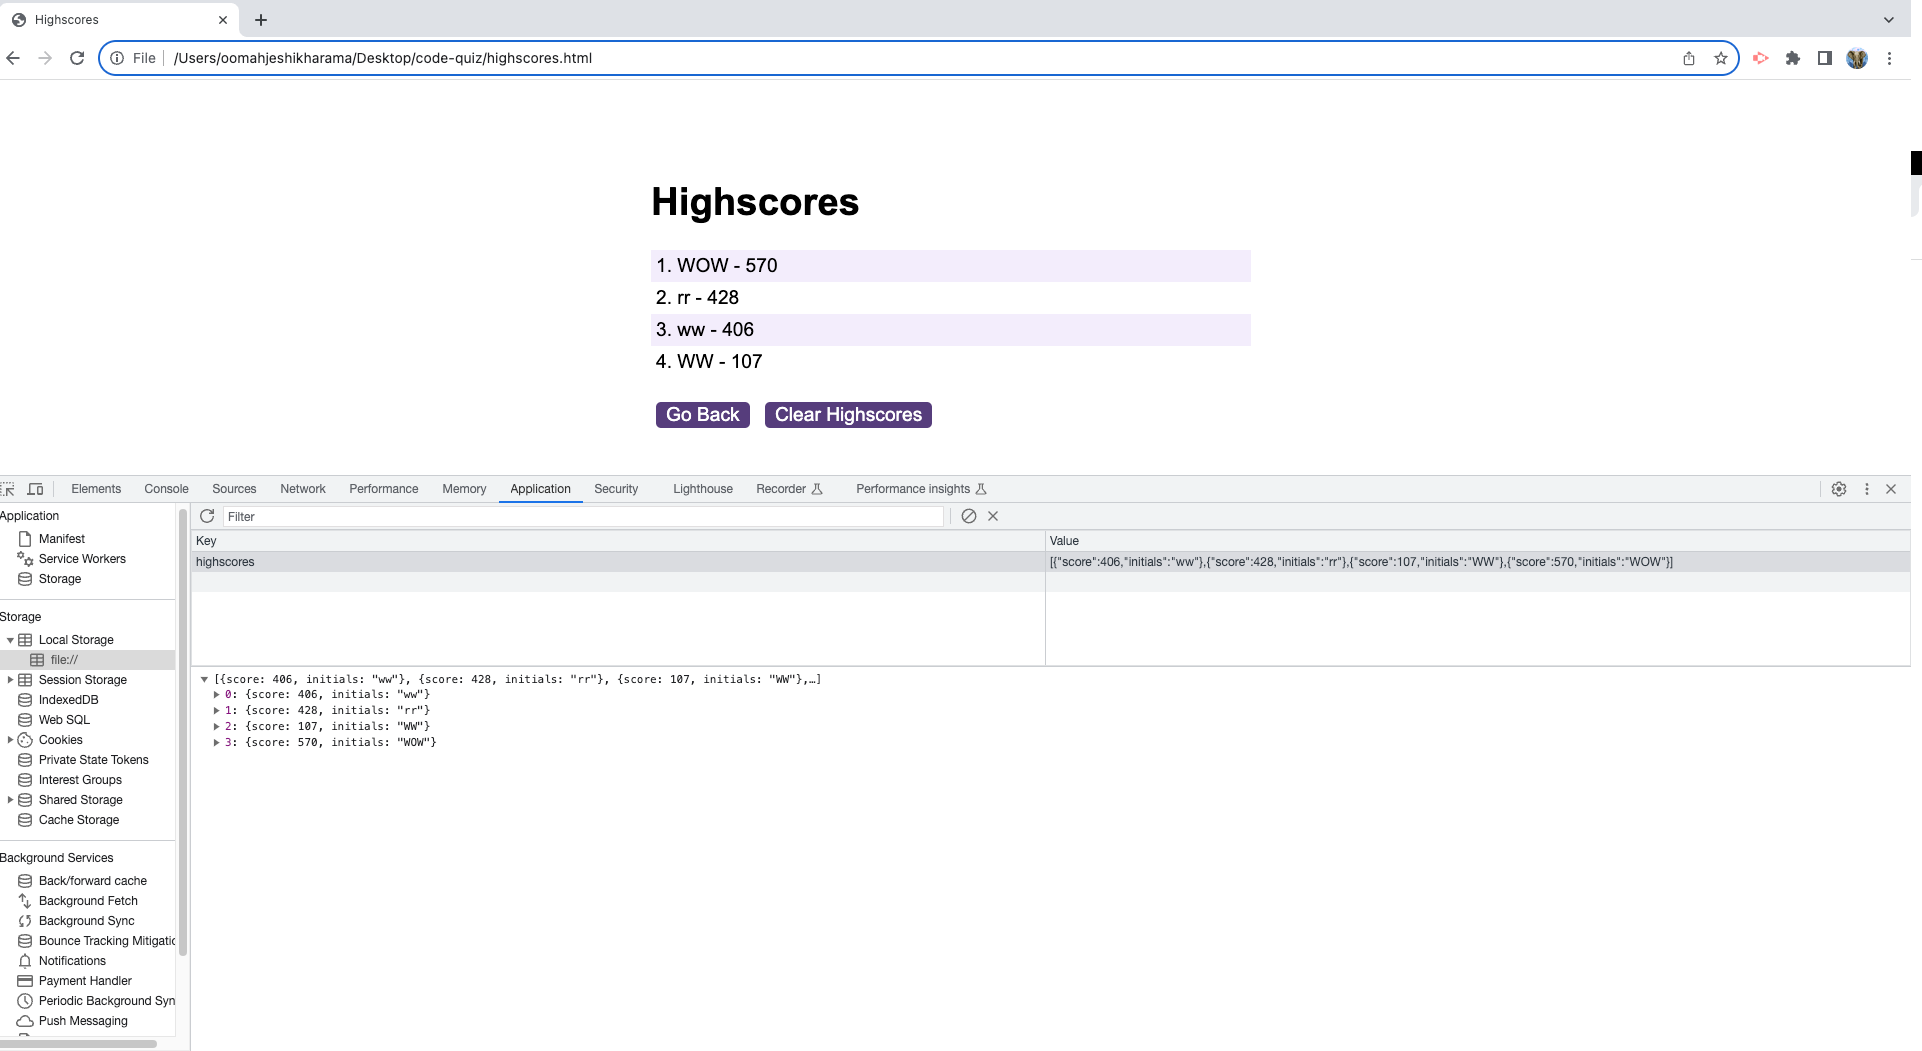 Highscores
File /Users/oomahjeshikharama/Desktop/code-quiz/highscores.html
Highscores
1. WOW - 570
2. rr - 428
3. ww - 406
4. WW - 107
Go Back Clear Highscores
Elements Console Sources Network Performance Memory Application Security Lighthouse Recorder Performance insights
Application
Manifest
Service Workers
Storage
Storage
Local Storage
file://
Session Storage
IndexedDB
Web SQL
Cookies
Private State Tokens
Interest Groups
Shared Storage
Cache Storage
Background Services
Back/forward cache
Background Fetch
Background Sync
Bounce Tracking Mitigatic
Notifications
Payment Handler
Periodic Background Syn
Push Messaging
Filter
Key Value
highscores [{"score":406,"initials":"ww"},{"score":428,"initials":"rr"},{"score":107,"initials":"WW"},{"score":570,"initials":"WOW"}]
[{score: 406, initials: "ww"}, {score: 428, initials: "rr"}, {score: 107, initials: "WW"},…]
0: {score: 406, initials: "ww"}
1: {score: 428, initials: "rr"}
2: {score: 107, initials: "WW"}
3: {score: 570, initials: "WOW"}